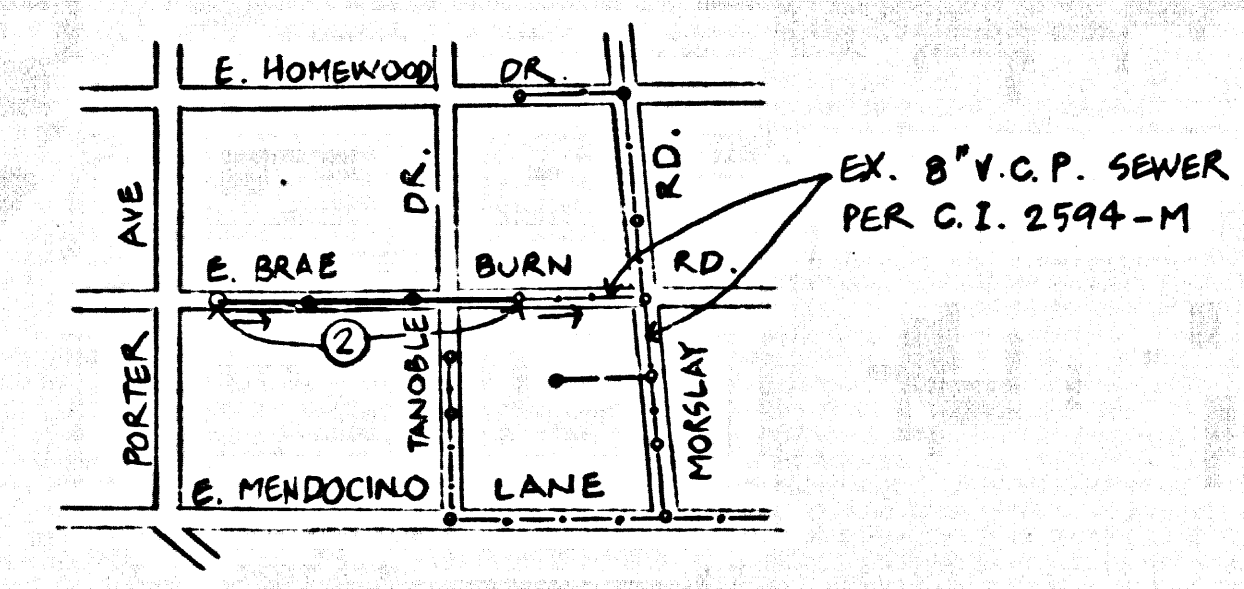 E. HOMEWOOD DR.
AVE
DR.
RD.
EX. 8" V.C.P. SEWER
PER C.I. 2594-M
E. BRAE BURN RD.
2
PORTER
TANOBLE
MORSLAY
E. MENDOCINO LANE